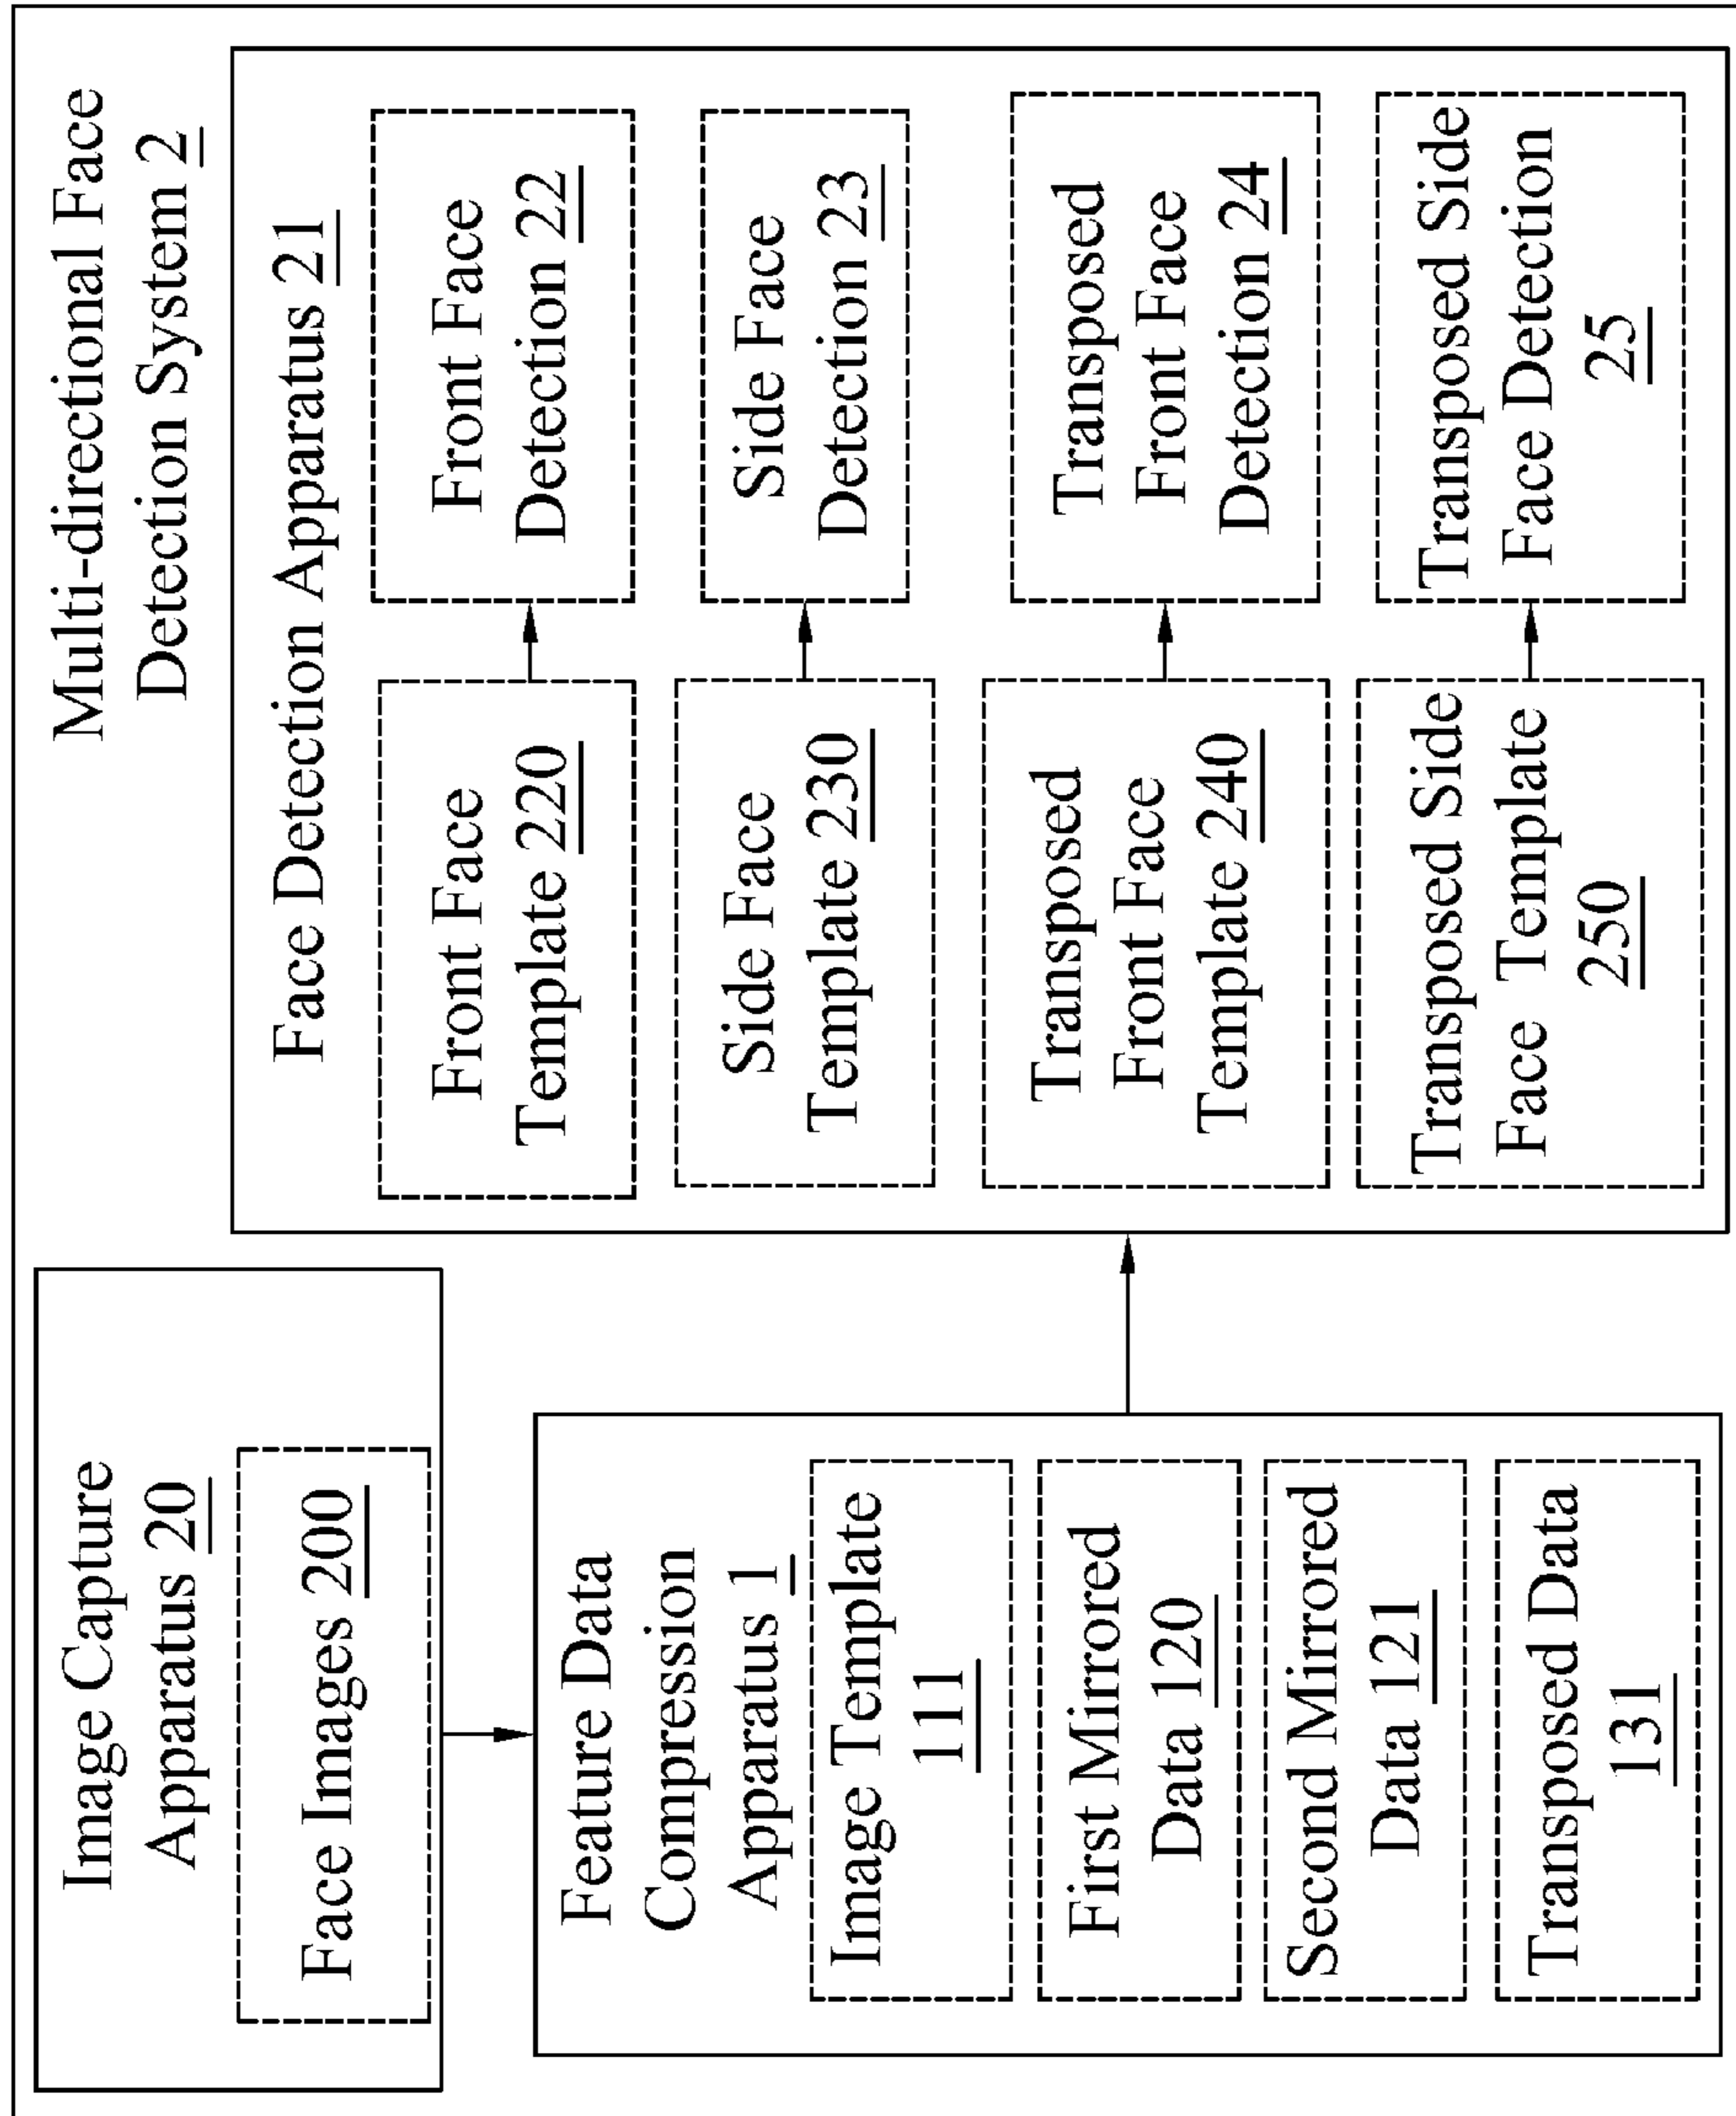 Multi-directional Face
Detection System 2
Image Capture
Apparatus 20
Face Images 200
Feature Data
Compression
Apparatus 1
Image Template
111
First Mirrored
Data 120
Second Mirrored
Data 121
Transposed Data
131
Face Detection Apparatus 21
Front Face
Template 220
Front Face
Detection 22
Side Face
Template 230
Side Face
Detection 23
Transposed
Front Face
Template 240
Transposed
Front Face
Detection 24
Transposed Side
Face Template
250
Transposed Side
Face Detection
25